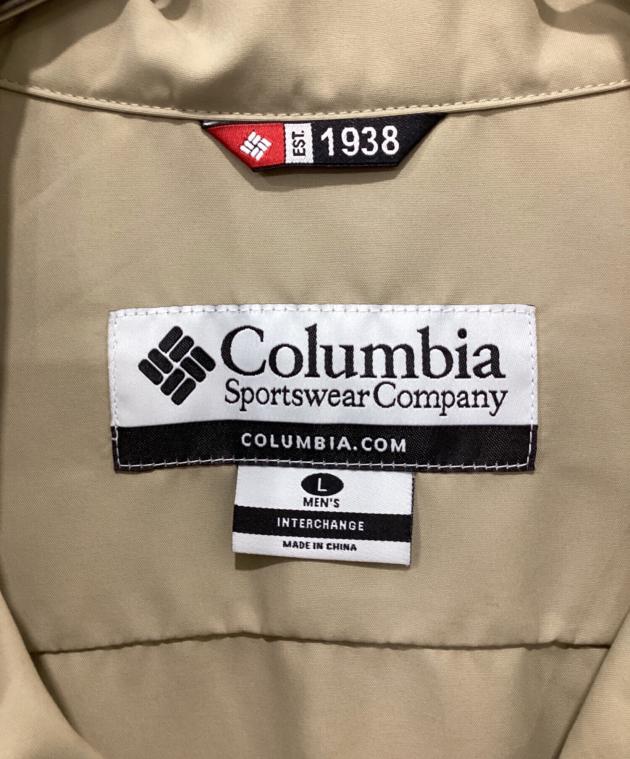 EST. 1938
Columbia
Sportswear Company
COLUMBIA.COM
L
MEN'S
INTERCHANGE
MADE IN CHINA